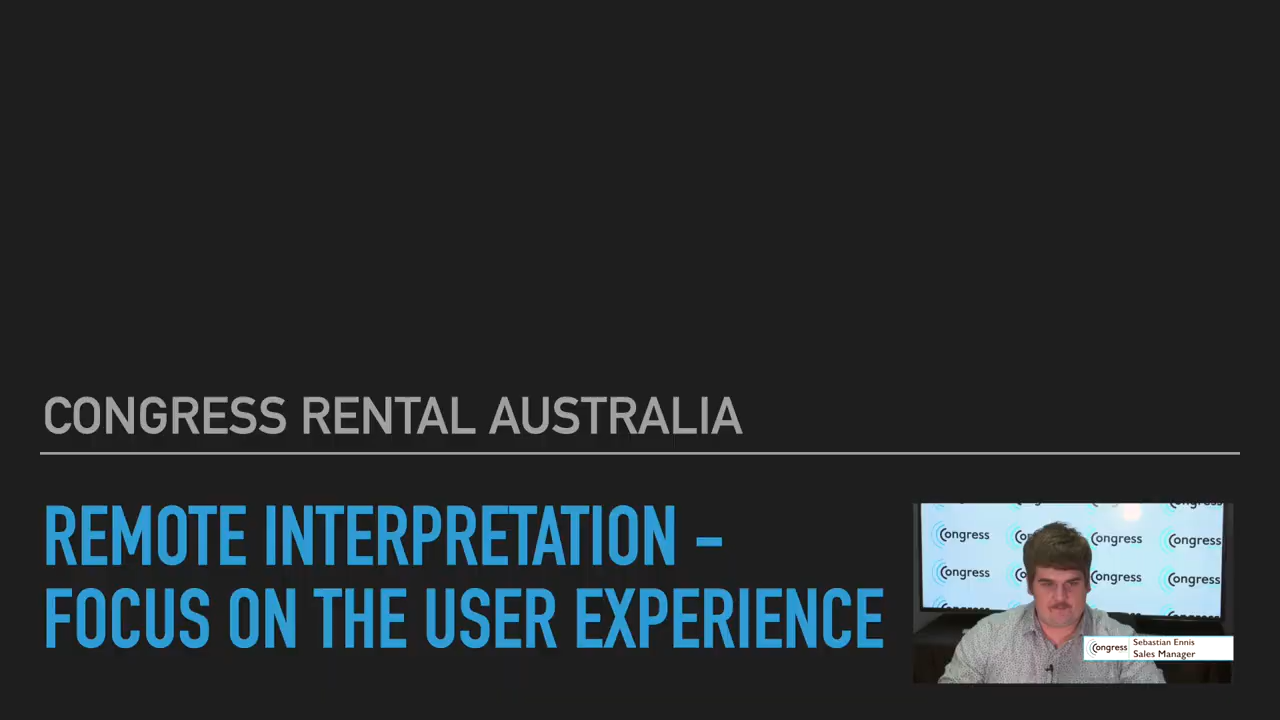 CONGRESS RENTAL AUSTRALIA
REMOTE INTERPRETATION –
FOCUS ON THE USER EXPERIENCE
Congress
Congress
Congress
Congress
Congress
Congress
Congress
Sebastian Ennis
Sales Manager